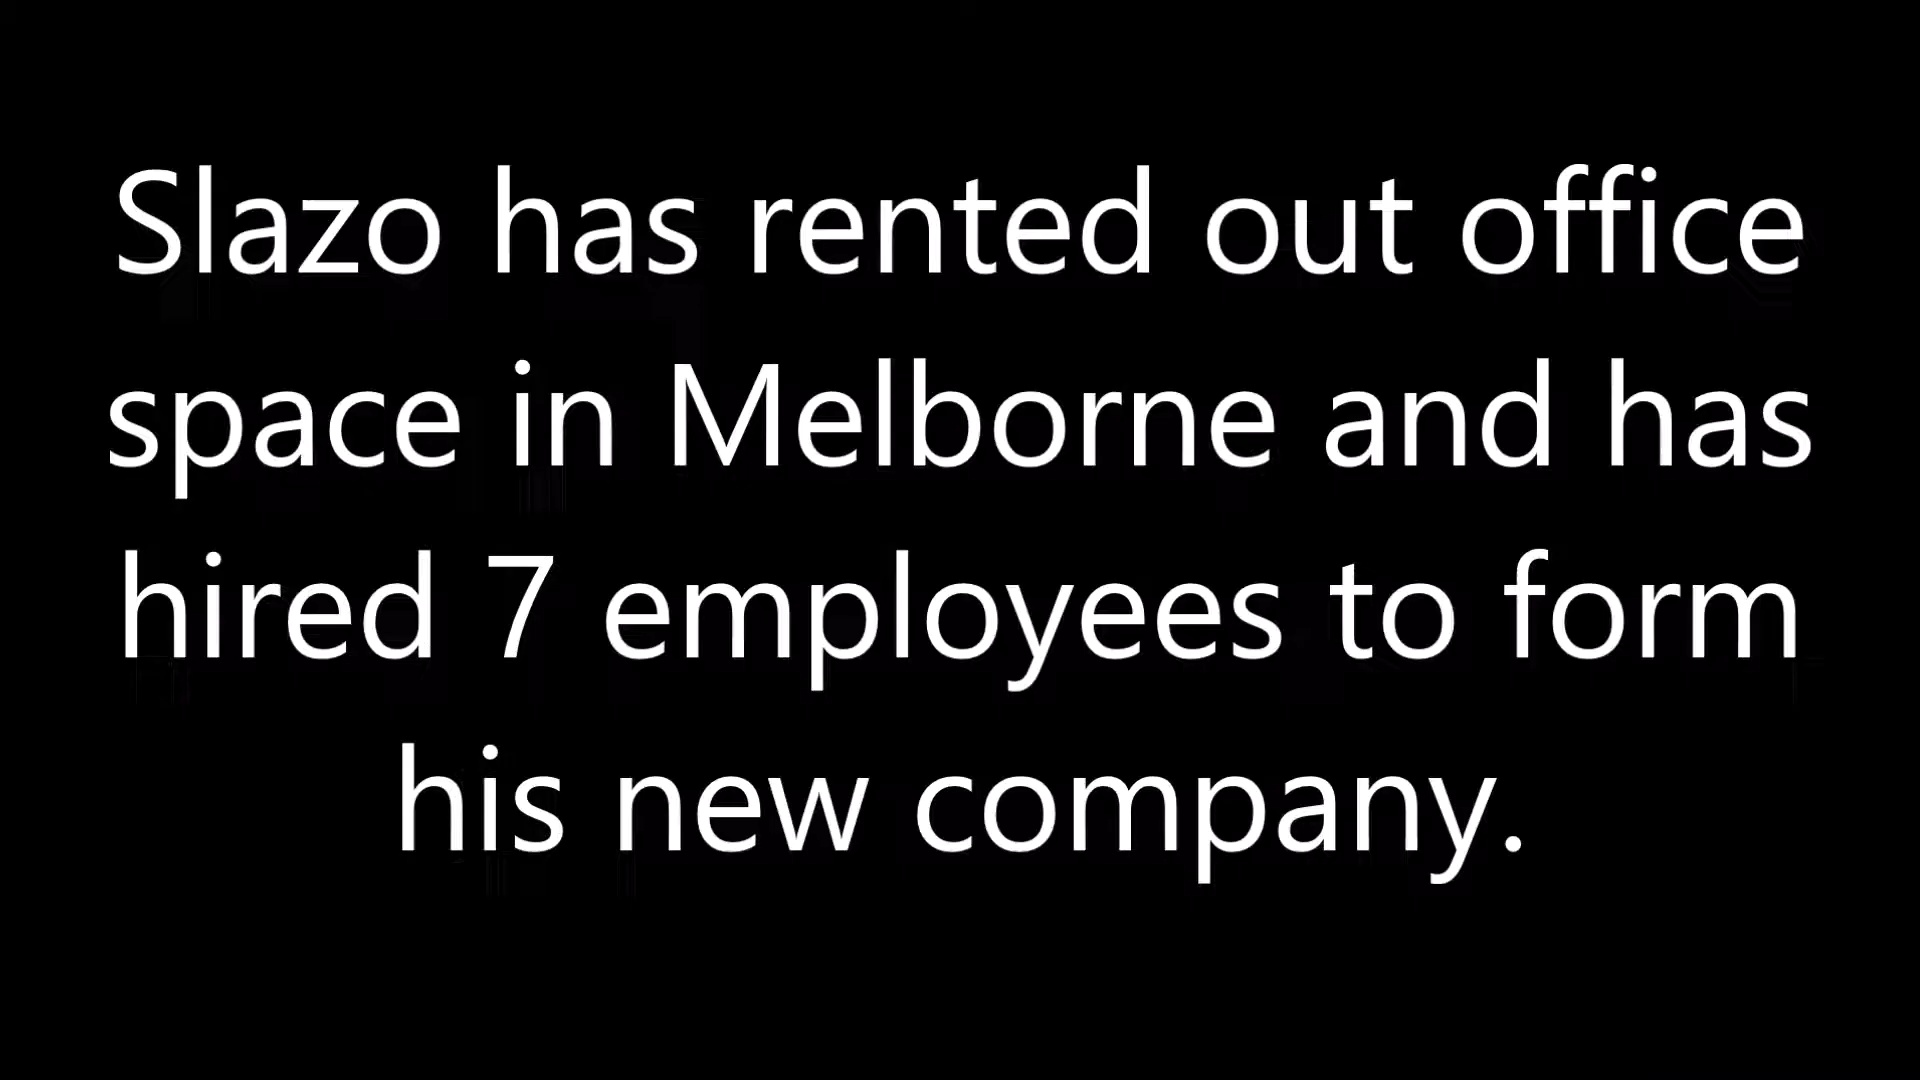 Slazo has rented out office
space in Melborne and has
hired 7 employees to form
his new company.